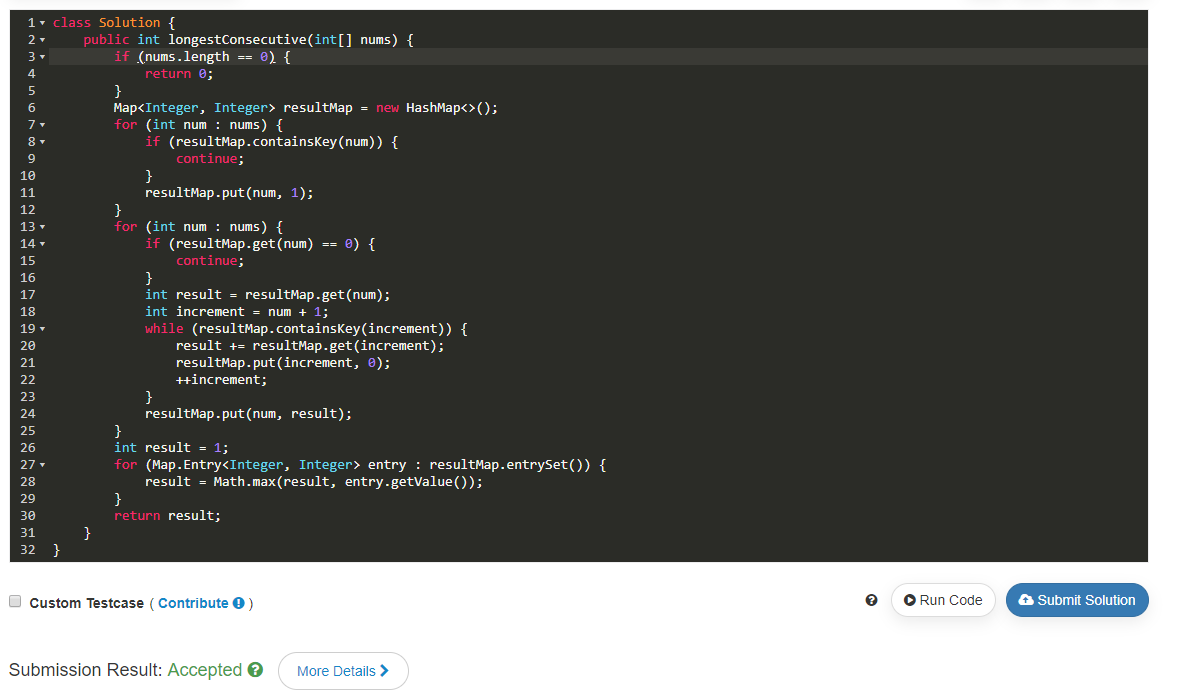 1 class Solution {
2 public int longestConsecutive(int[] nums) {
3 if (nums.length == 0) {
4 return 0;
5 }
6 Map<Integer, Integer> resultMap = new HashMap<>();
7 for (int num : nums) {
8 if (resultMap.containsKey(num)) {
9 continue;
10 }
11 resultMap.put(num, 1);
12 }
13 for (int num : nums) {
14 if (resultMap.get(num) == 0) {
15 continue;
16 }
17 int result = resultMap.get(num);
18 int increment = num + 1;
19 while (resultMap.containsKey(increment)) {
20 result += resultMap.get(increment);
21 resultMap.put(increment, 0);
22 ++increment;
23 }
24 resultMap.put(num, result);
25 }
26 int result = 1;
27 for (Map.Entry<Integer, Integer> entry : resultMap.entrySet()) {
28 result = Math.max(result, entry.getValue());
29 }
30 return result;
31 }
32 }
Custom Testcase ( Contribute ) Run Code Submit Solution
Submission Result: Accepted More Details